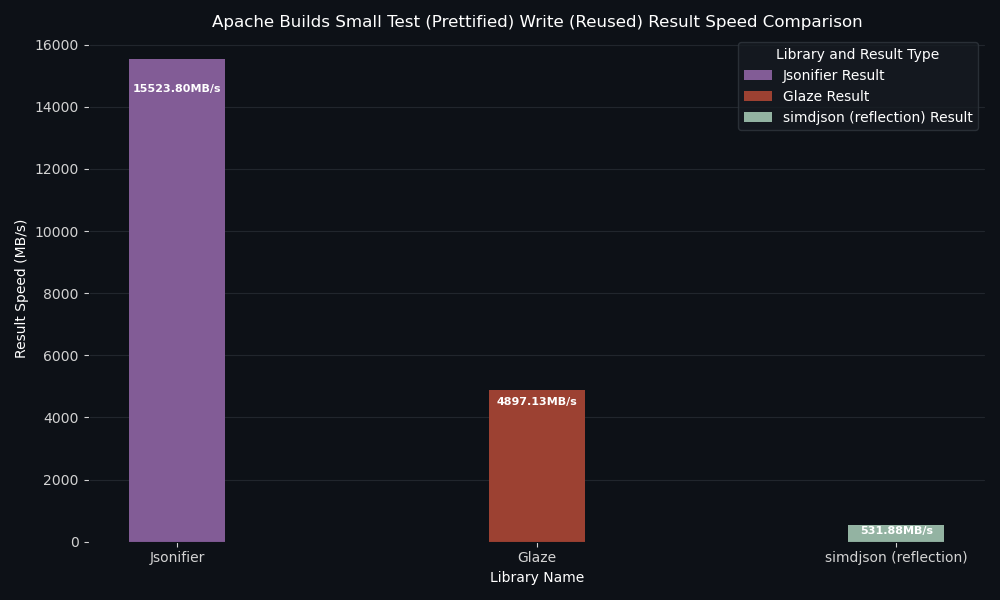 Apache Builds Small Test (Prettified) Write (Reused) Result Speed Comparison
Library and Result Type
Jsonifier Result
Glaze Result
simdjson (reflection) Result
Result Speed (MB/s)
16000
14000
12000
10000
8000
6000
4000
2000
0
15523.80MB/s
4897.13MB/s
531.88MB/s
Jsonifier
Glaze
simdjson (reflection)
Library Name